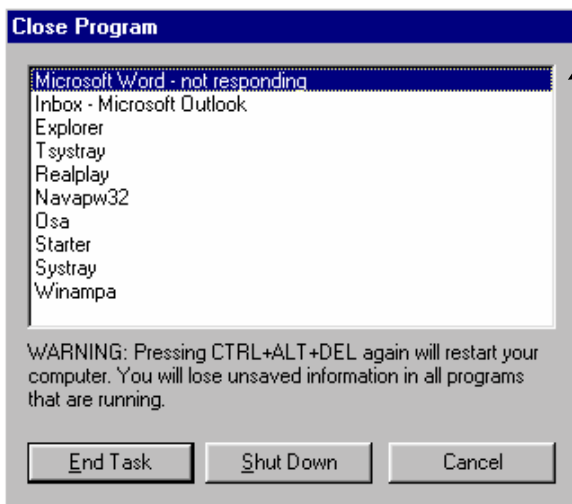 Close Program
Microsoft Word - not responding
Inbox - Microsoft Outlook
Explorer
Tsystray
Realplay
Navapw32
Osa
Starter
Systray
Winampa
WARNING: Pressing CTRL+ALT+DEL again will restart your
computer. You will lose unsaved information in all programs
that are running.
End Task Shut Down Cancel